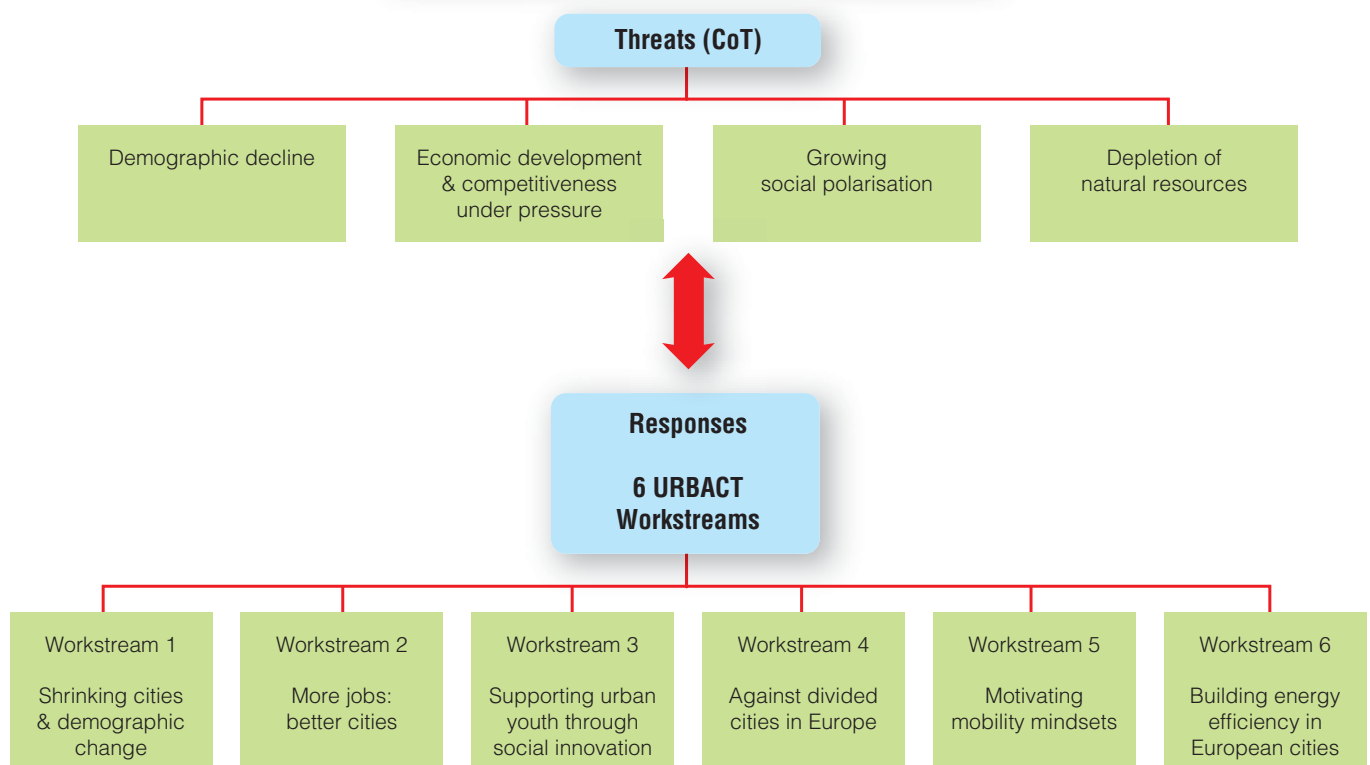 Threats (CoT)
Demographic decline
Economic development
& competitiveness
under pressure
Growing
social polarisation
Depletion of
natural resources
Responses
6 URBACT
Workstreams
Workstream 1
Shrinking cities
& demographic
change
Workstream 2
More jobs:
better cities
Workstream 3
Supporting urban
youth through
social innovation
Workstream 4
Against divided
cities in Europe
Workstream 5
Motivating
mobility mindsets
Workstream 6
Building energy
efficiency in
European cities